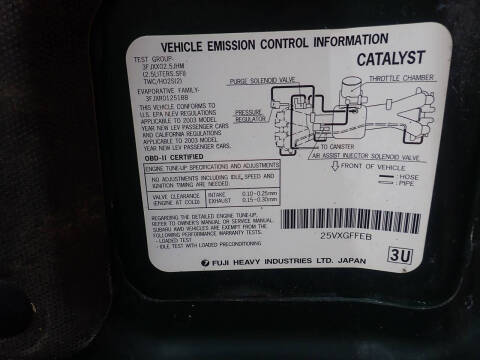 VEHICLE EMISSION CONTROL INFORMATION
CATALYST
TEST GROUP-
3FJXX02.5JHM
(2.5LITERS,SFI)
TWC/HO2S(2)
EVAPORATIVE FAMILY-
3FJXR01251BB
THIS VEHICLE CONFORMS TO
U.S. EPA NLEV REGULATIONS
APPLICABLE TO 2003 MODEL
YEAR NEW LEV PASSENGER CARS
AND CALIFORNIA REGULATIONS
APPLICABLE TO 2003 MODEL
YEAR NEW LEV PASSENGER CARS.
OBD-II CERTIFIED
PURGE SOLENOID VALVE
THROTTLE CHAMBER
PRESSURE
REGULATOR
TO CANISTER
AIR ASSIST INJECTOR SOLENOID VALVE
FRONT OF VEHICLE
: HOSE
: PIPE
ENGINE TUNE-UP SPECIFICATIONS AND ADJUSTMENTS
NO ADJUSTMENTS INCLUDING IDLE, SPEED AND
IGNITION TIMING ARE NEEDED.
VALVE CLEARANCE
(ENGINE AT COLD)
INTAKE 0.10-0.25mm
EXHAUST 0.15-0.30mm
REGARDING THE DETAILED ENGINE TUNE-UP,
REFER TO OWNER'S MANUAL OR SERVICE MANUAL.
SUBARU AWD VEHICLES ARE EXEMPT FROM THE
FOLLOWING PERFORMANCE WARRANTY TESTS.
- LOADED TEST
- IDLE TEST WITH LOADED PRECONDITIONING
25VXGFFEB
FUJI HEAVY INDUSTRIES LTD. JAPAN
3U